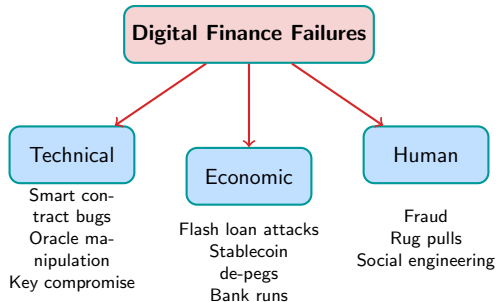 Digital Finance Failures
Technical
Smart con-
tract bugs
Oracle ma-
nipulation
Key compromise
Economic
Flash loan attacks
Stablecoin
de-pegs
Bank runs
Human
Fraud
Rug pulls
Social engineering